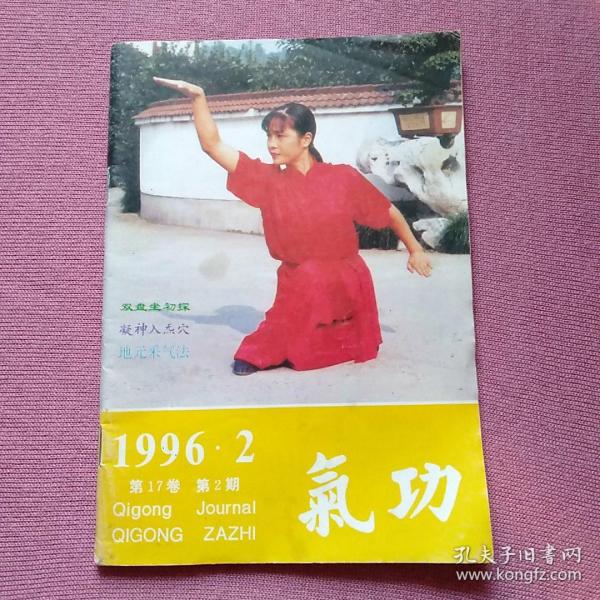 双盘坐初探
凝神入炁穴
地元采气法
1996·2
第17卷 第2期
Qigong Journal
QIGONG ZAZHI
氣功
孔夫子旧书网
www.kongfz.com